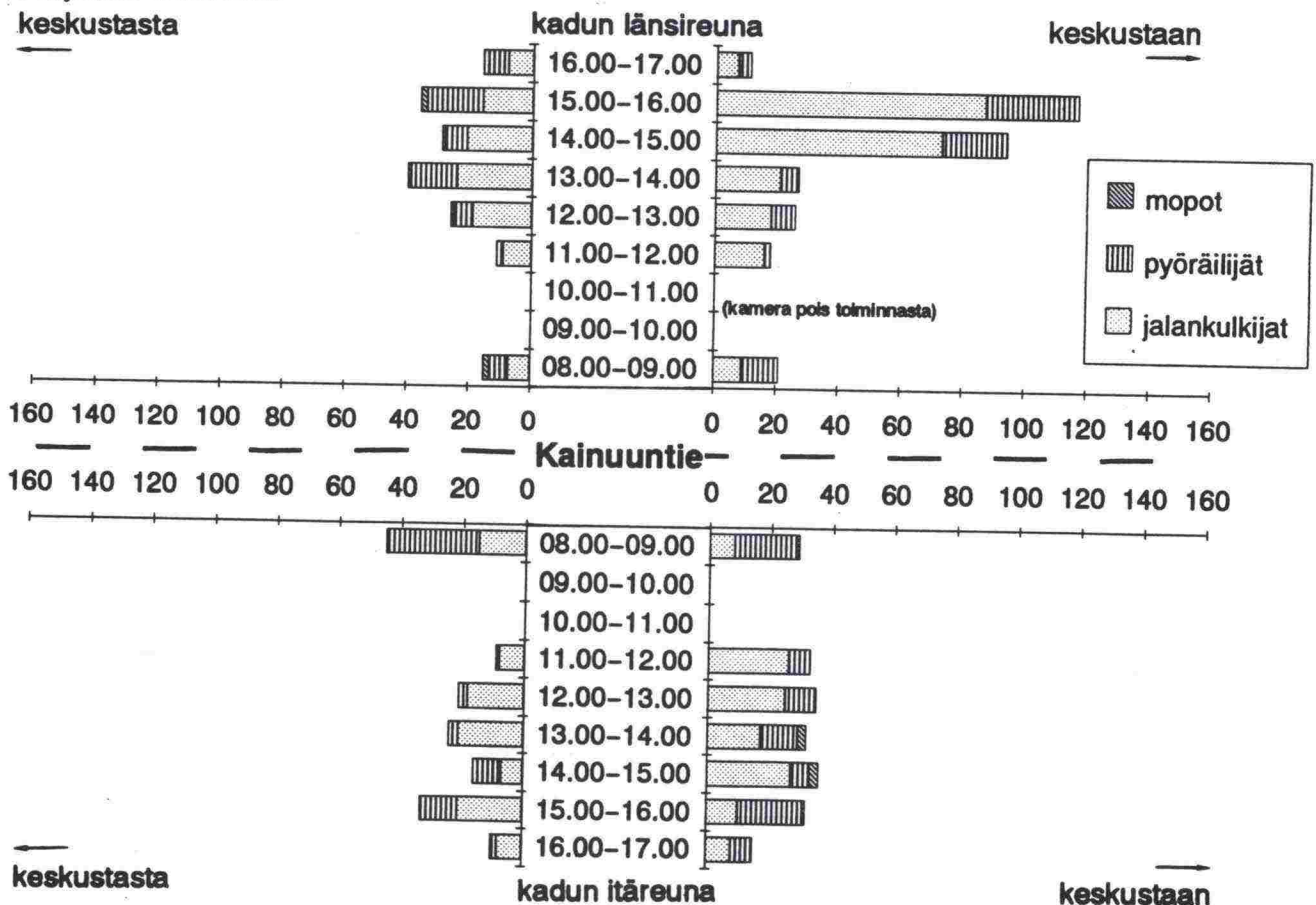 keskustasta
kadun länsireuna
keskustaan
16.00–17.00
15.00–16.00
14.00–15.00
13.00–14.00
12.00–13.00
11.00–12.00
10.00–11.00
(kamera pois toiminnasta)
09.00–10.00
08.00–09.00
mopot
pyöräilijät
jalankulkijat
160 140 120 100 80 60 40 20 0 0 20 40 60 80 100 120 140 160
Kainuuntie
160 140 120 100 80 60 40 20 0 0 20 40 60 80 100 120 140 160
08.00–09.00
09.00–10.00
10.00–11.00
11.00–12.00
12.00–13.00
13.00–14.00
14.00–15.00
15.00–16.00
16.00–17.00
keskustasta
kadun itäreuna
keskustaan